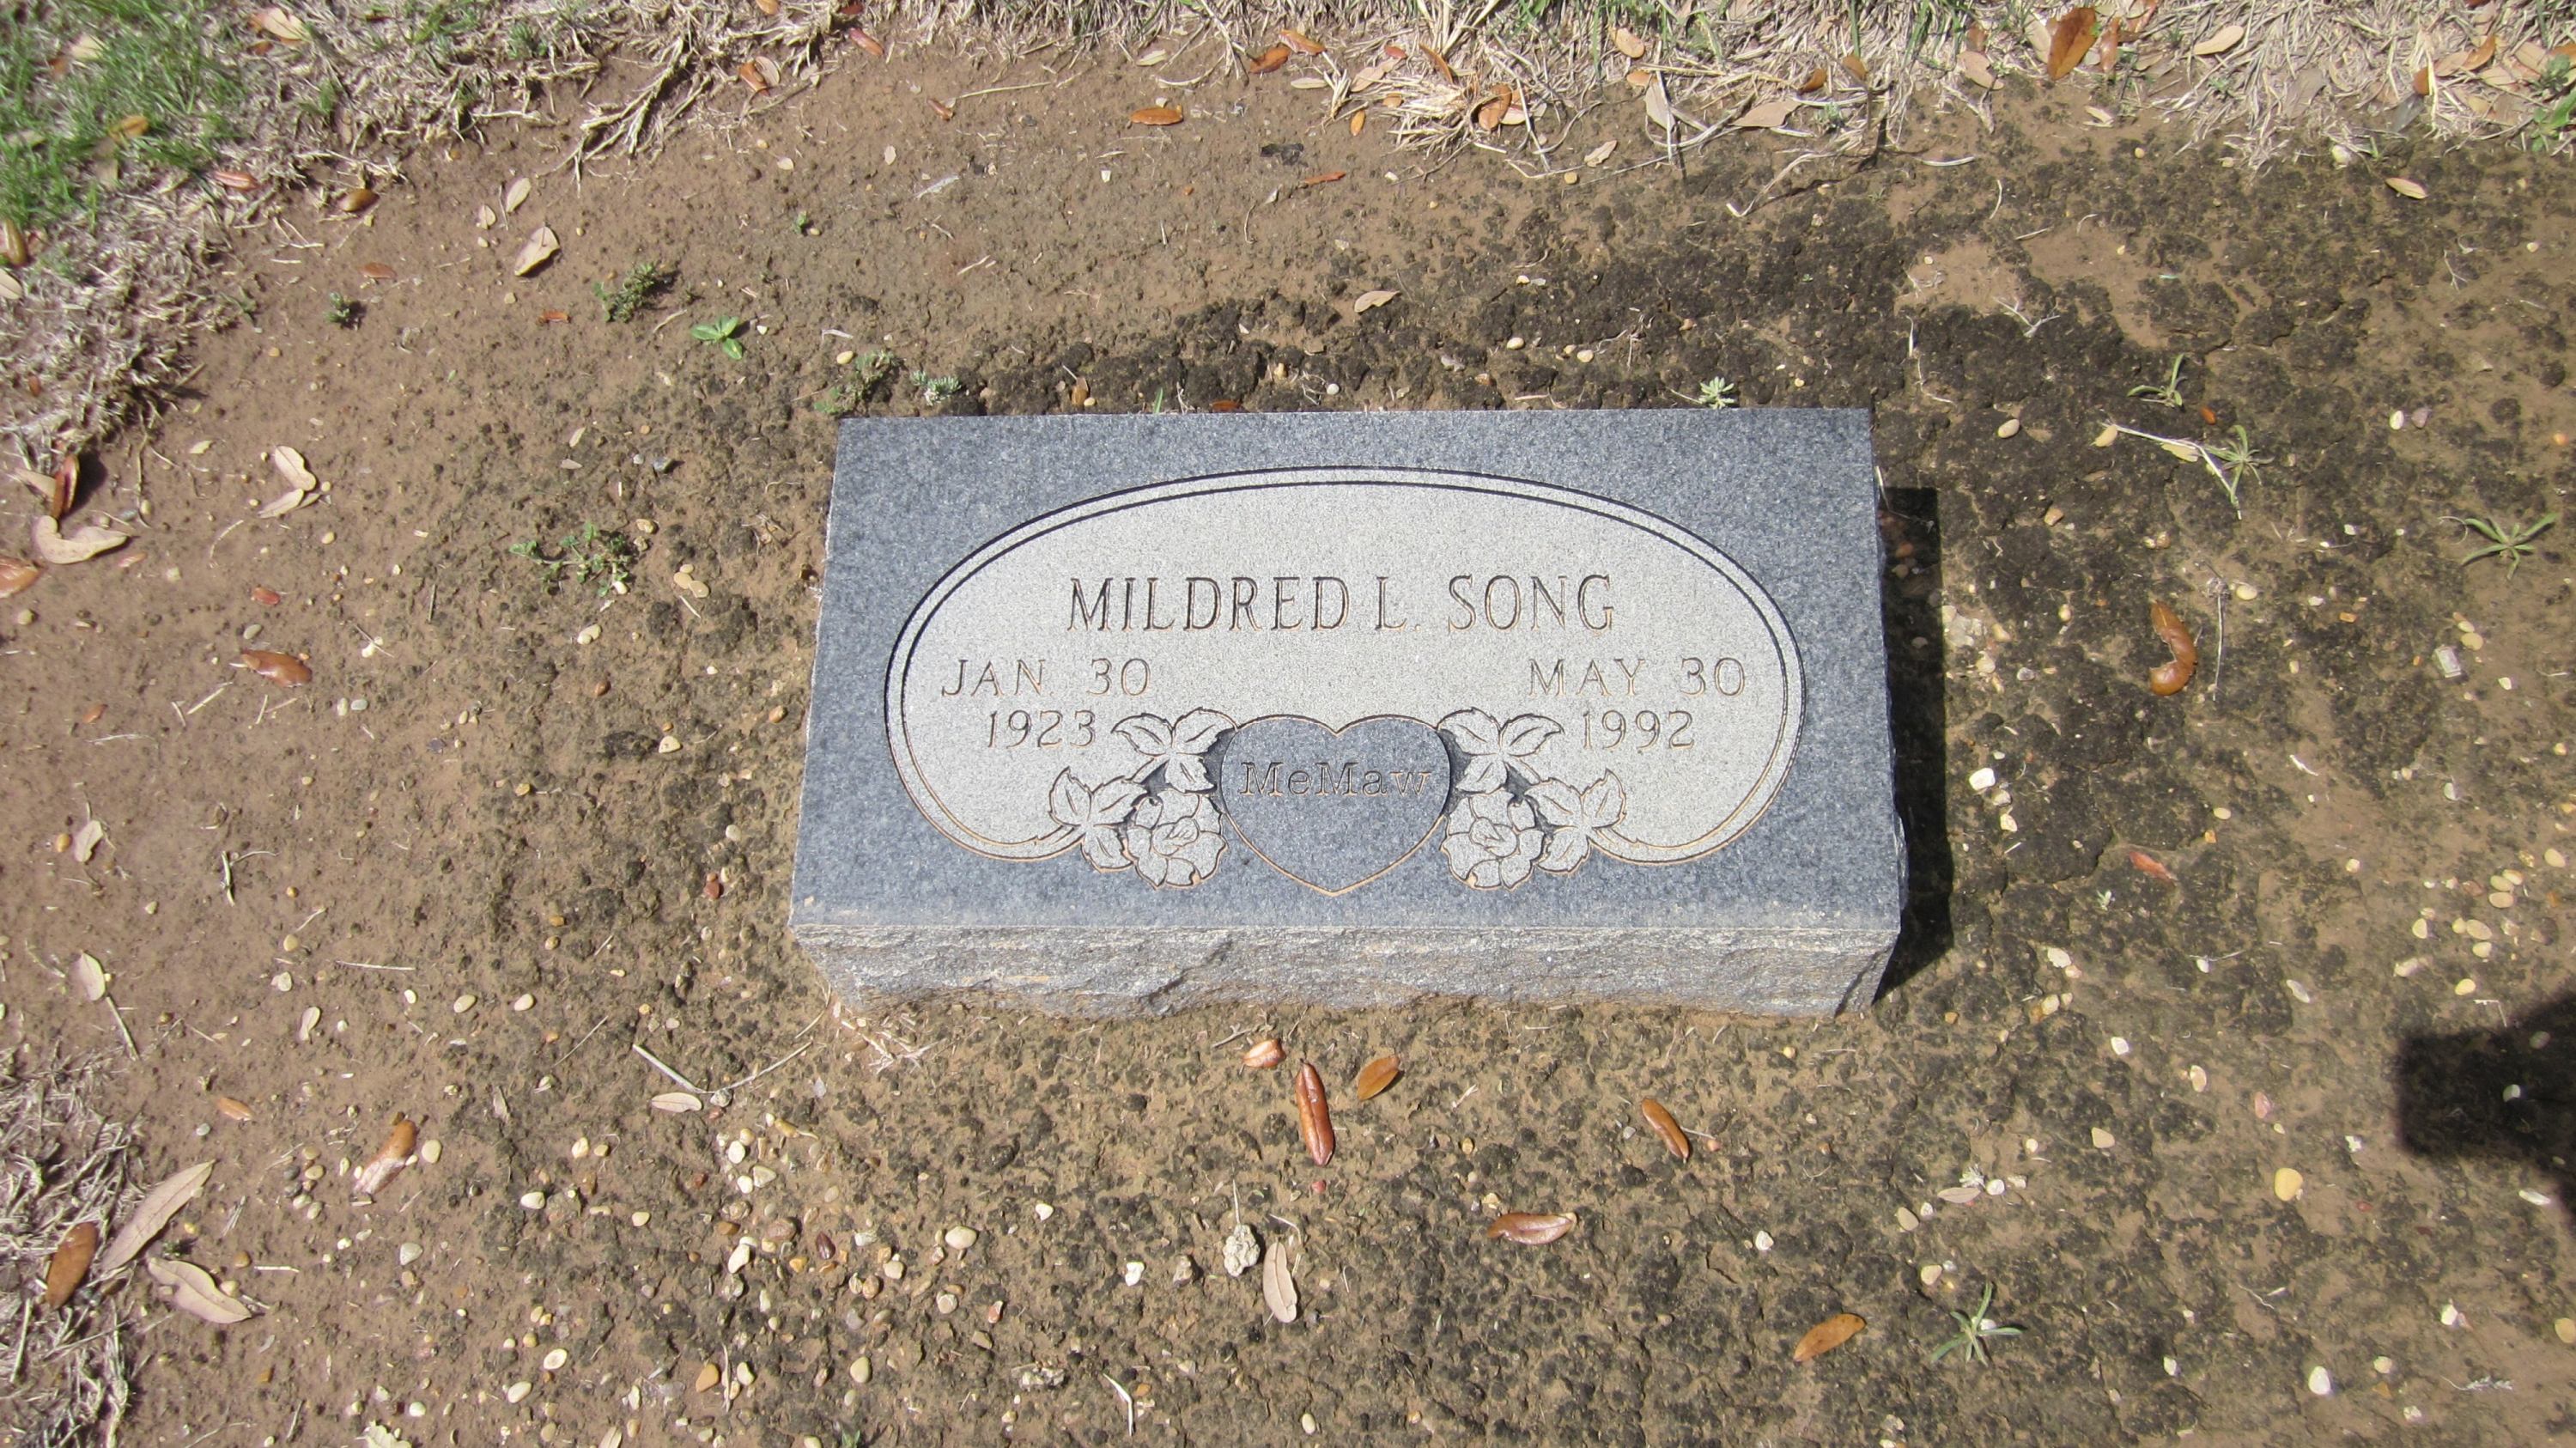 MILDRED L. SONG
JAN 30 MAY 30
1923 1992
MeMaw